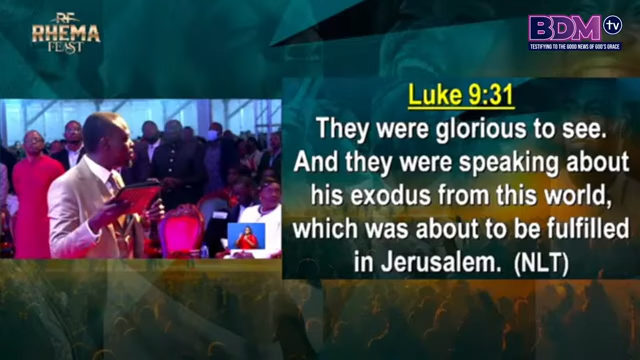 RF
RHEMA
FEAST
BDM tv
TESTIFYING TO THE GOOD NEWS OF GOD'S GRACE
Luke 9:31
They were glorious to see.
And they were speaking about
his exodus from this world,
which was about to be fulfilled
in Jerusalem. (NLT)